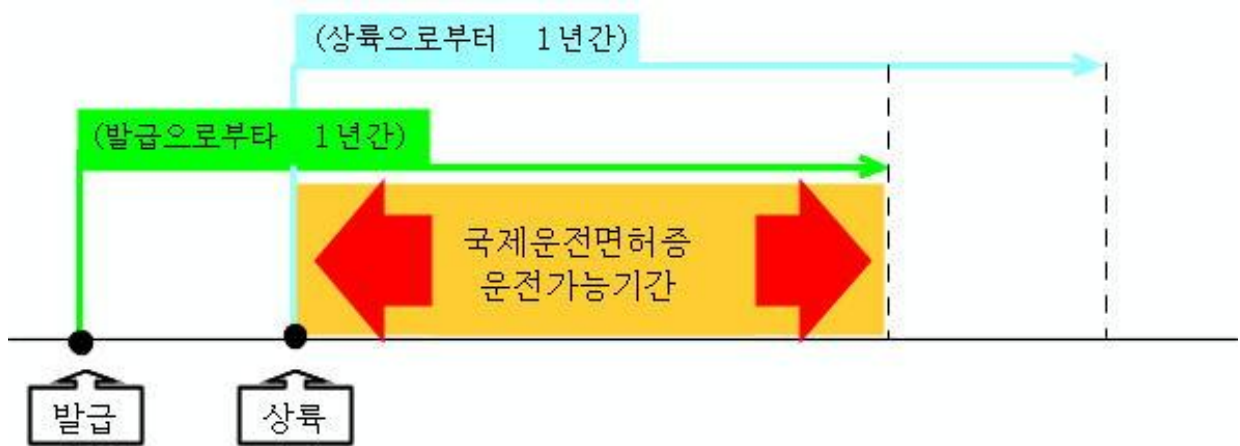 (상륙으로부터 1년간)
(발급으로부타 1년간)
국제운전면허증
운전가능기간
발급
상륙